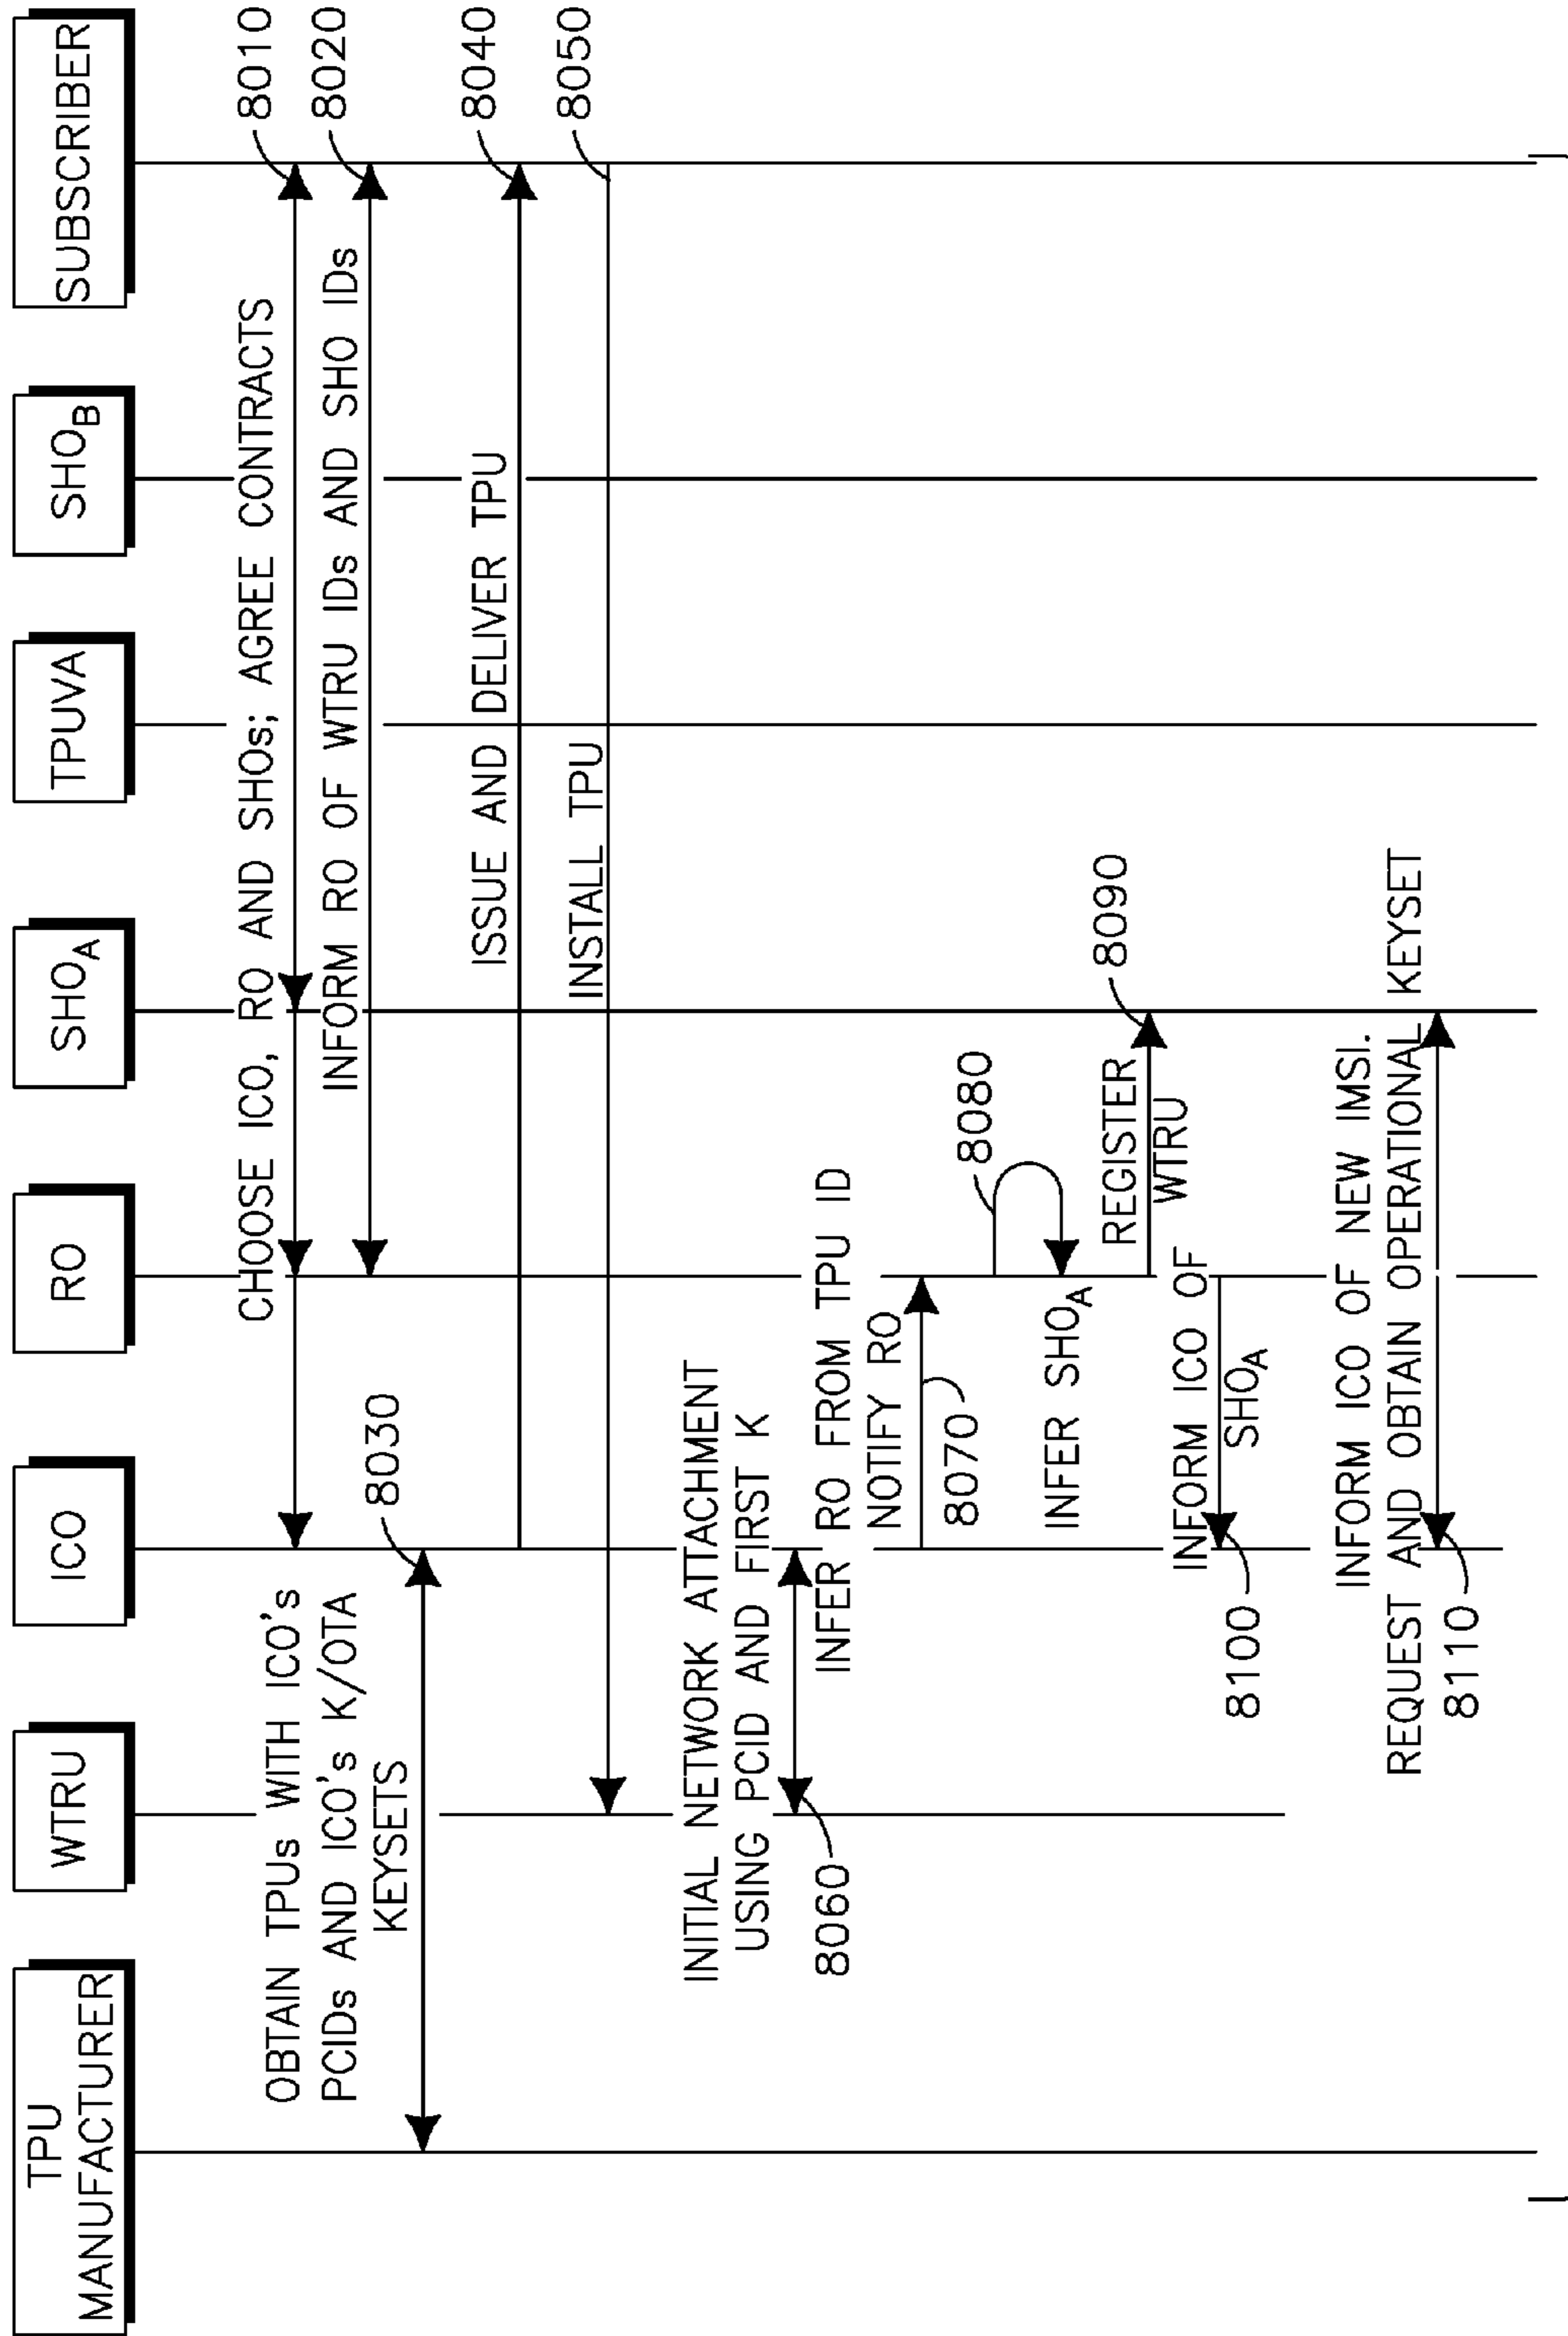 TPU
MANUFACTURER
WTRU
ICO
RO
SHOA
TPUVA
SHOB
SUBSCRIBER
CHOOSE ICO, RO AND SHOs; AGREE CONTRACTS
8010
INFORM RO OF WTRU IDs AND SHO IDs
8020
OBTAIN TPUs WITH ICO's
PCIDs AND ICO's K/OTA
KEYSETS
8030
ISSUE AND DELIVER TPU
8040
INSTALL TPU
8050
INITIAL NETWORK ATTACHMENT
USING PCID AND FIRST K
8060
INFER RO FROM TPU ID
NOTIFY RO
8070
8080
INFER SHOA
REGISTER
WTRU
8090
INFORM ICO OF
SHOA
8100
INFORM ICO OF NEW IMSI.
REQUEST AND OBTAIN OPERATIONAL KEYSET
8110